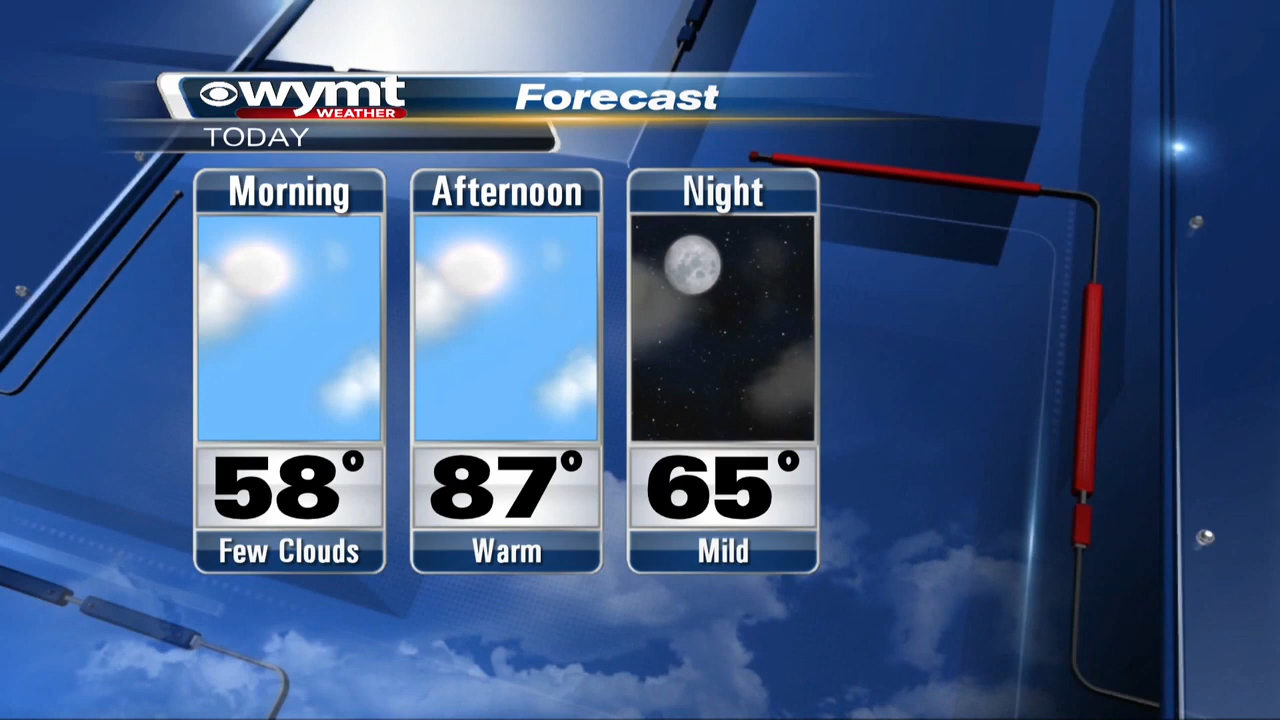 wymt
WEATHER
Forecast
TODAY
Morning
58°
Few Clouds
Afternoon
87°
Warm
Night
65°
Mild